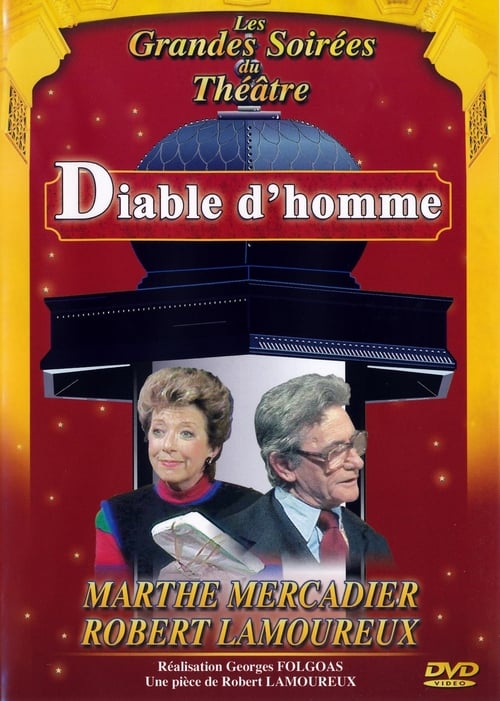 Les
Grandes Soirées
du
Théâtre
Diable d'homme
MARTHE MERCADIER
ROBERT LAMOUREUX
Réalisation Georges FOLGOAS
Une pièce de Robert LAMOUREUX
DVD
VIDEO